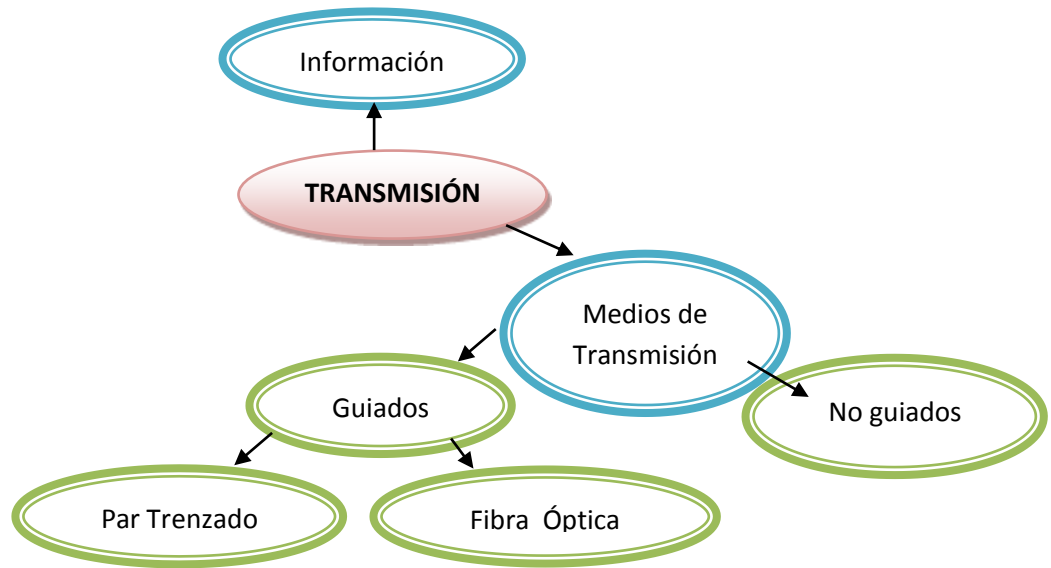 Información
TRANSMISIÓN
Medios de
Transmisión
Guiados
No guiados
Par Trenzado
Fibra Óptica